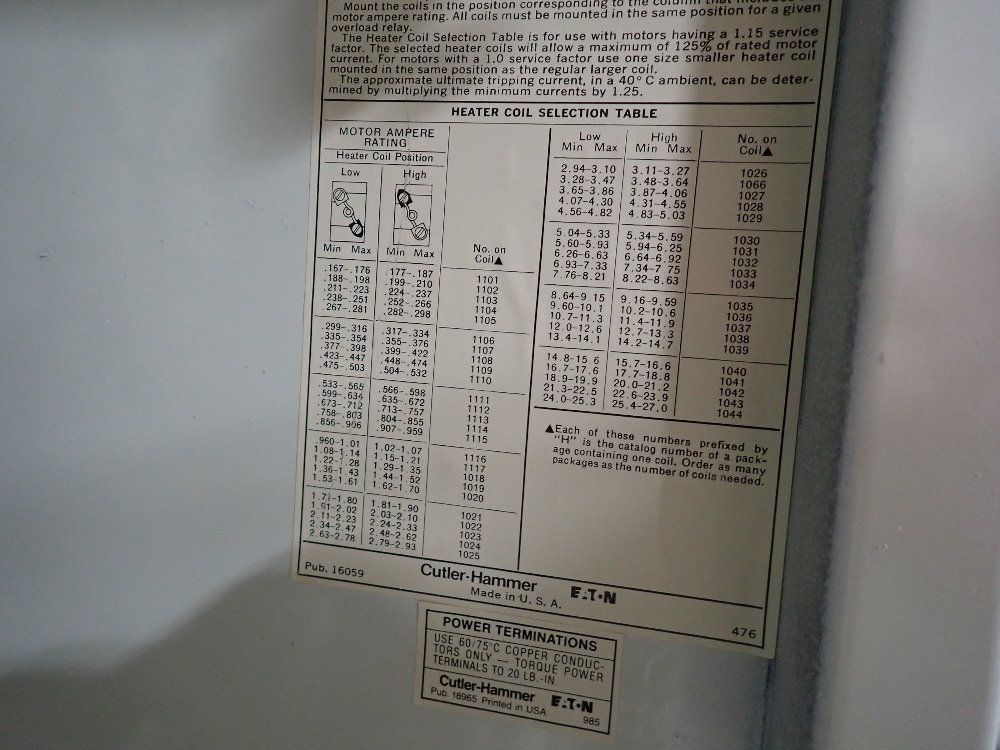 Mount the coils in the position corresponding to the column that includes
motor ampere rating. All coils must be mounted in the same position for a given
overload relay.
The Heater Coil Selection Table is for use with motors having a 1.15 service
factor. The selected heater coils will allow a maximum of 125% of rated motor
current. For motors with a 1.0 service factor use one size smaller heater coil
mounted in the same position as the regular larger coil.
The approximate ultimate tripping current, in a 40° C ambient, can be deter-
mined by multiplying the minimum currents by 1.25.
HEATER COIL SELECTION TABLE
MOTOR AMPERE
RATING
Heater Coil Position
Low High
Min Max Min Max No. on
Coil▲
.167-.176 .177-.187 1101
.188-.198 .199-.210 1102
.211-.223 .224-.237 1103
.238-.251 .252-.266 1104
.267-.281 .282-.298 1105
.299-.316 .317-.334 1106
.335-.354 .355-.376 1107
.377-.398 .399-.422 1108
.423-.447 .448-.474 1109
.475-.503 .504-.532 1110
.533-.565 .566-.598 1111
.599-.634 .635-.672 1112
.673-.712 .713-.757 1113
.758-.803 .804-.855 1114
.856-.906 .907-.959 1115
.960-1.01 1.02-1.07 1116
1.08-1.14 1.15-1.21 1117
1.22-1.28 1.29-1.35 1018
1.36-1.43 1.44-1.52 1019
1.53-1.61 1.62-1.70 1020
1.71-1.80 1.81-1.90 1021
1.91-2.02 2.03-2.10 1022
2.11-2.23 2.24-2.33 1023
2.34-2.47 2.48-2.62 1024
2.63-2.78 2.79-2.93 1025
Low High No. on
Min Max Min Max Coil▲
2.94-3.10 3.11-3.27 1026
3.28-3.47 3.48-3.64 1066
3.65-3.86 3.87-4.06 1027
4.07-4.30 4.31-4.55 1028
4.56-4.82 4.83-5.03 1029
5.04-5.33 5.34-5.59 1030
5.60-5.93 5.94-6.25 1031
6.26-6.63 6.64-6.92 1032
6.93-7.33 7.34-7 75 1033
7.76-8.21 8.22-8.63 1034
8.64-9 15 9.16-9.59 1035
9.60-10.1 10.2-10.6 1036
10.7-11.3 11.4-11.9 1037
12.0-12.6 12.7-13.3 1038
13.4-14.1 14.2-14.7 1039
14.8-15.6 15.7-16.6 1040
16.7-17.6 17.7-18.8 1041
18.9-19.9 20.0-21.2 1042
21.3-22.5 22.6-23.9 1043
24.0-25.3 25.4-27.0 1044
▲Each of these numbers prefixed by
"H" is the catalog number of a pack-
age containing one coil. Order as many
packages as the number of coils needed.
Pub. 16059
Cutler-Hammer EATON
Made in U. S. A.
476
POWER TERMINATIONS
USE 60/75°C COPPER CONDUC-
TORS ONLY — TORQUE POWER
TERMINALS TO 20 LB.-IN.
Cutler-Hammer EATON
Pub. 18965 Printed in USA 985